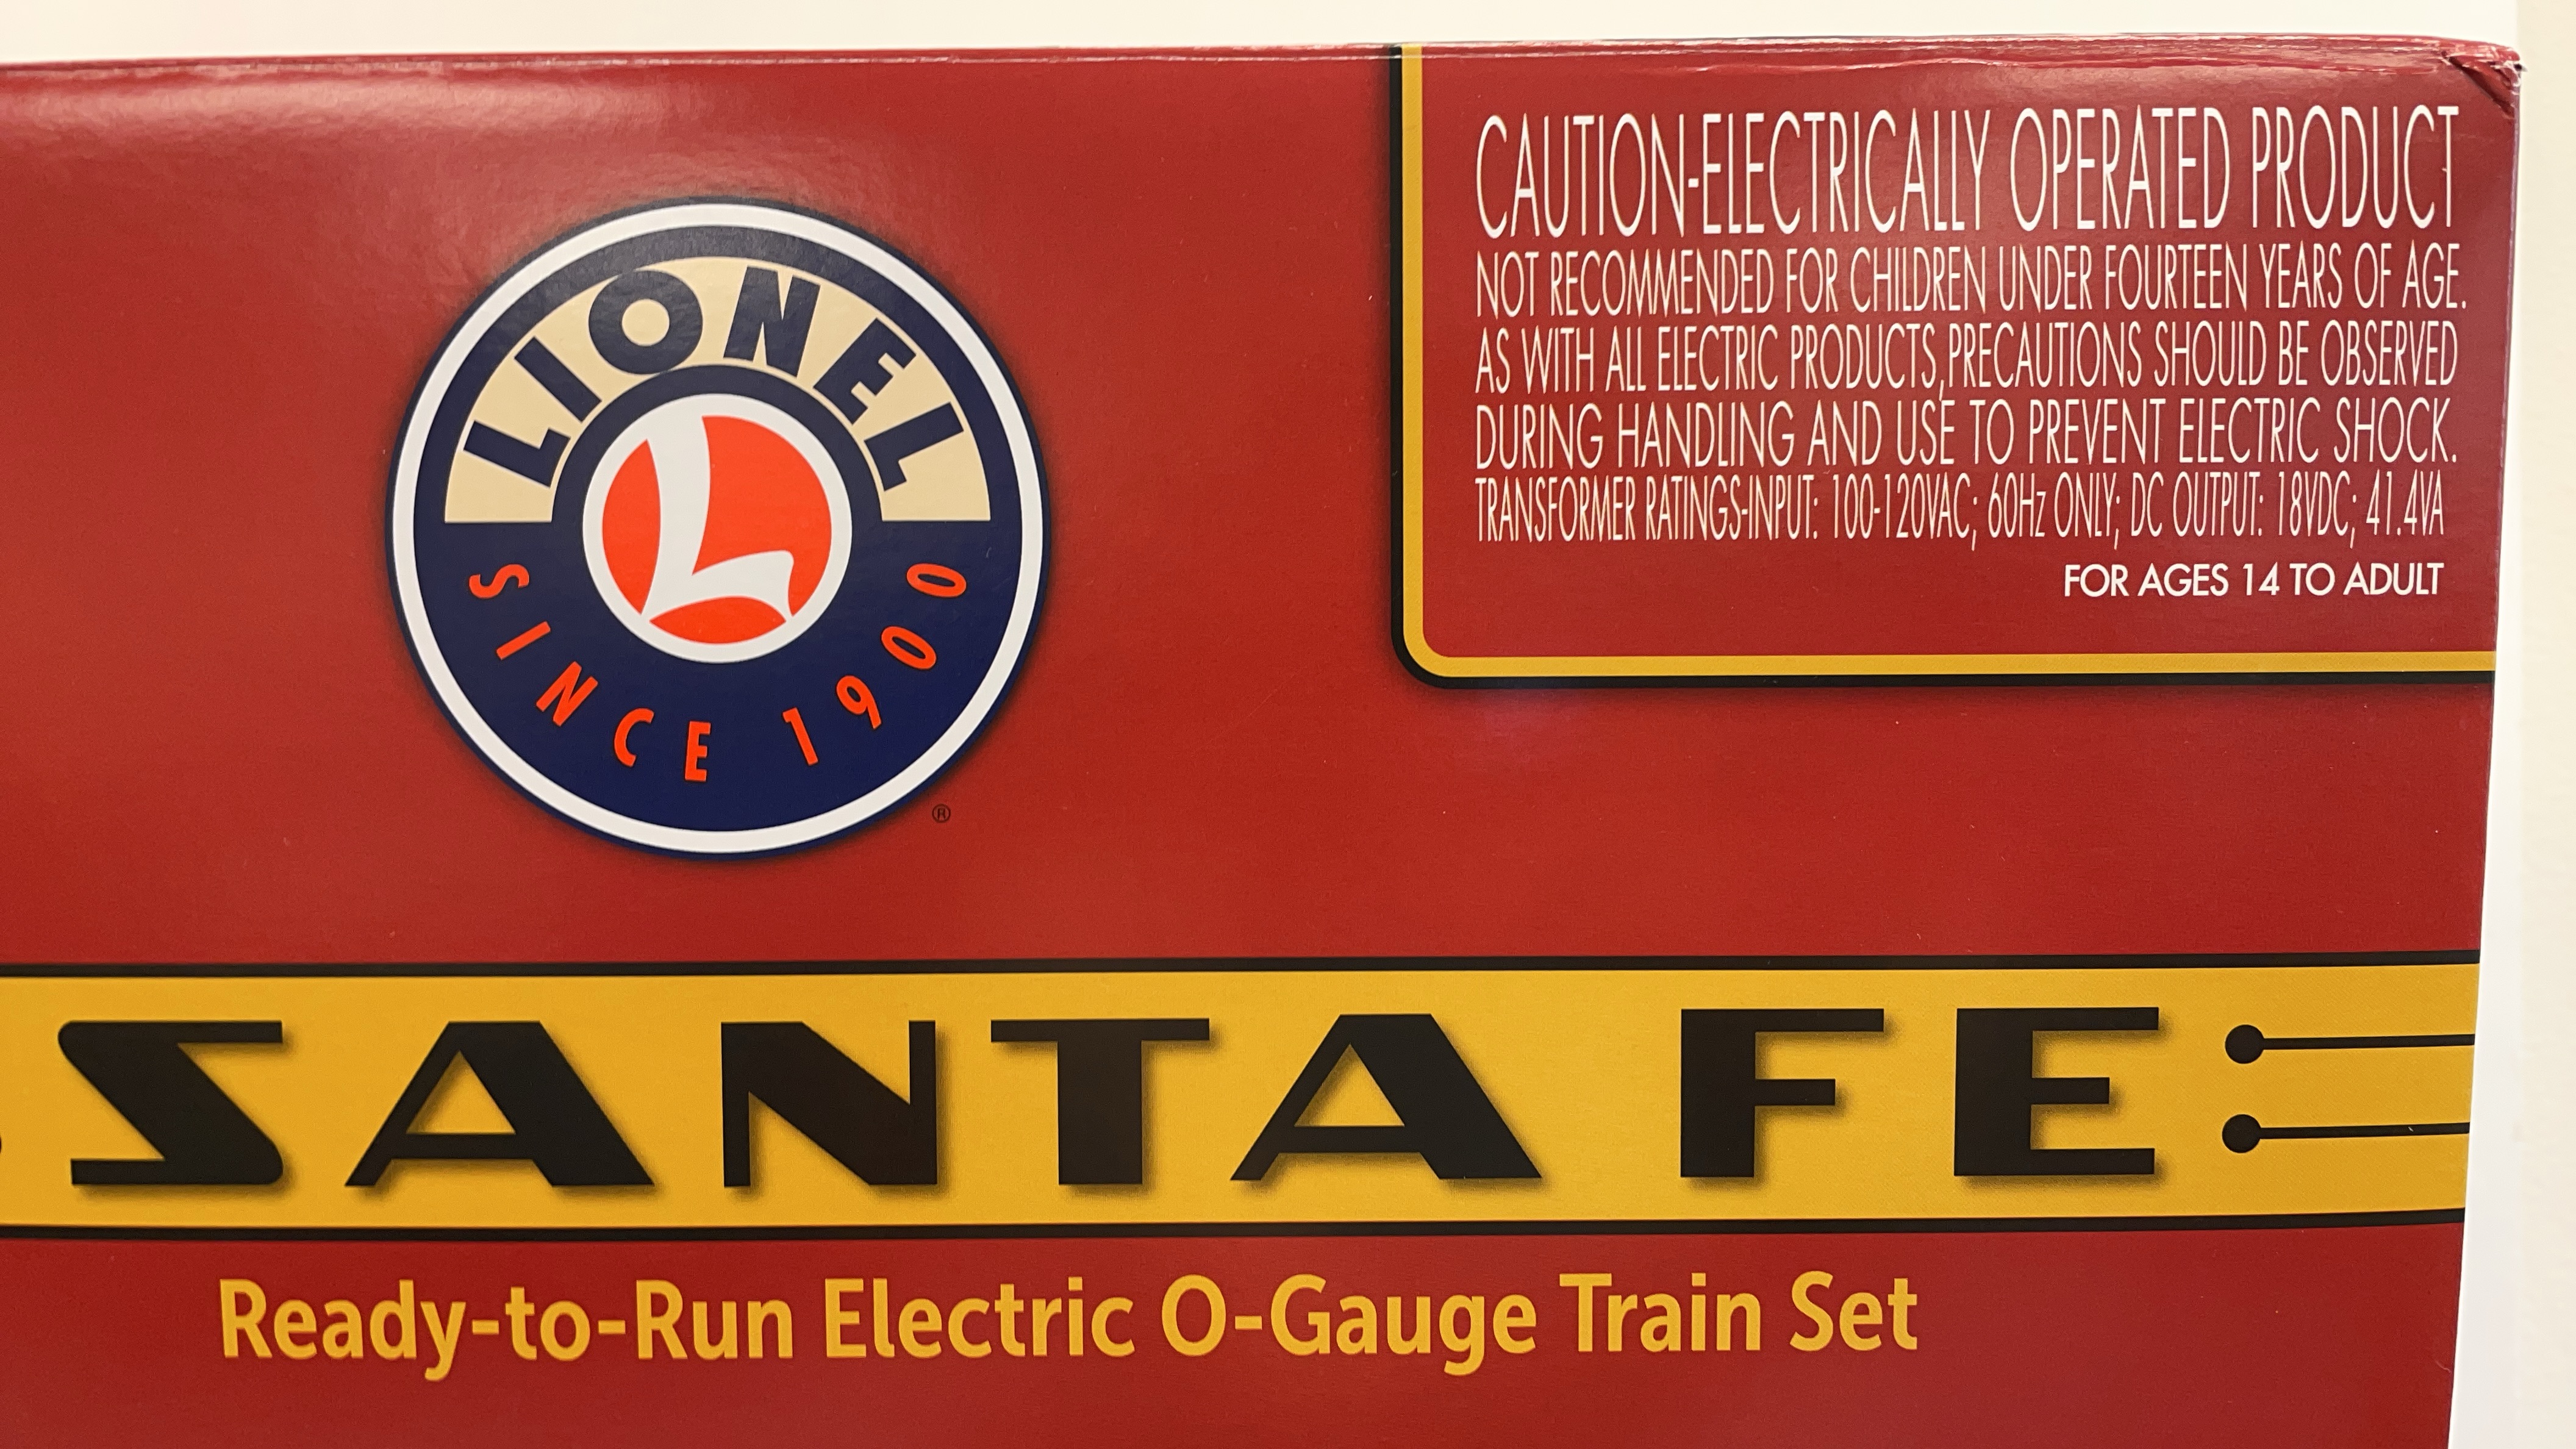 CAUTION-ELECTRICALLY OPERATED PRODUCT
NOT RECOMMENDED FOR CHILDREN UNDER FOURTEEN YEARS OF AGE.
AS WITH ALL ELECTRIC PRODUCTS,PRECAUTIONS SHOULD BE OBSERVED
DURING HANDLING AND USE TO PREVENT ELECTRIC SHOCK.
TRANSFORMER RATINGS-INPUT: 100-120VAC; 60Hz ONLY; DC OUTPUT: 18VDC; 41.4VA
FOR AGES 14 TO ADULT
LIONEL
L
SINCE 1900
®
SANTA FE
Ready-to-Run Electric O-Gauge Train Set